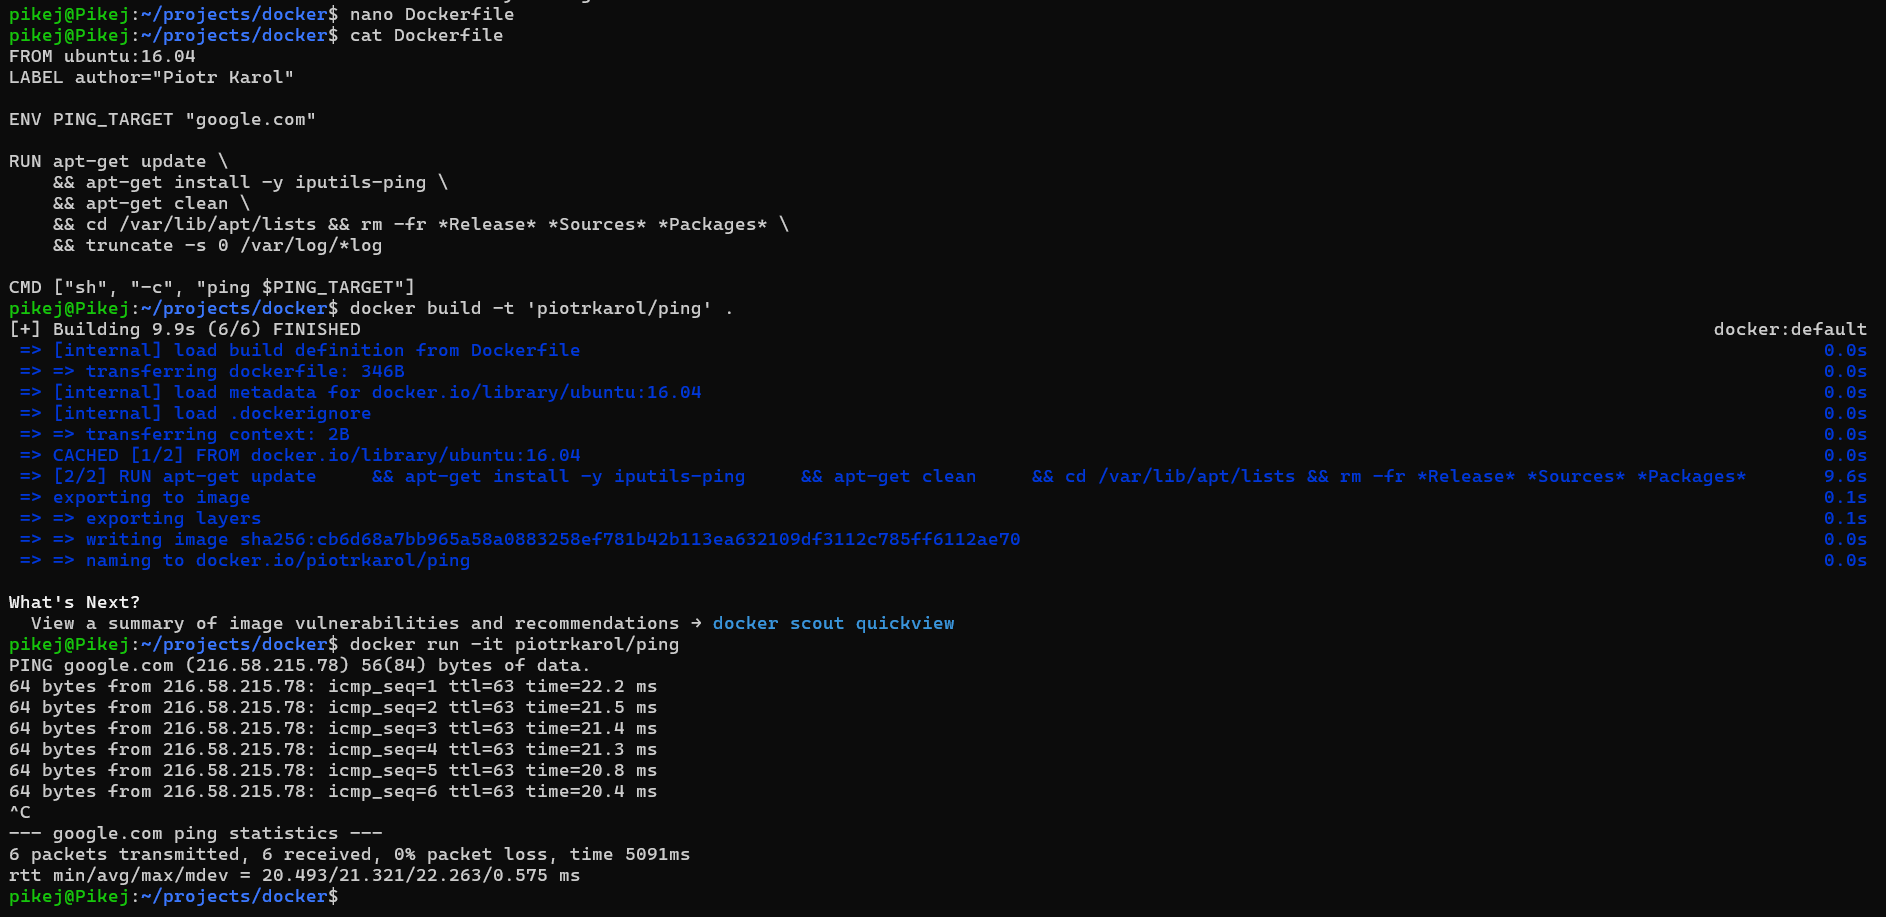 pikej@Pikej:~/projects/docker$ nano Dockerfile
pikej@Pikej:~/projects/docker$ cat Dockerfile
FROM ubuntu:16.04
LABEL author="Piotr Karol"

ENV PING_TARGET "google.com"

RUN apt-get update \
    && apt-get install -y iputils-ping \
    && apt-get clean \
    && cd /var/lib/apt/lists && rm -fr *Release* *Sources* *Packages* \
    && truncate -s 0 /var/log/*log

CMD ["sh", "-c", "ping $PING_TARGET"]
pikej@Pikej:~/projects/docker$ docker build -t 'piotrkarol/ping' .
[+] Building 9.9s (6/6) FINISHED docker:default
 => [internal] load build definition from Dockerfile 0.0s
 => => transferring dockerfile: 346B 0.0s
 => [internal] load metadata for docker.io/library/ubuntu:16.04 0.0s
 => [internal] load .dockerignore 0.0s
 => => transferring context: 2B 0.0s
 => CACHED [1/2] FROM docker.io/library/ubuntu:16.04 0.0s
 => [2/2] RUN apt-get update     && apt-get install -y iputils-ping     && apt-get clean     && cd /var/lib/apt/lists && rm -fr *Release* *Sources* *Packages* 9.6s
 => exporting to image 0.1s
 => => exporting layers 0.1s
 => => writing image sha256:cb6d68a7bb965a58a0883258ef781b42b113ea632109df3112c785ff6112ae70 0.0s
 => => naming to docker.io/piotrkarol/ping 0.0s

What's Next?
  View a summary of image vulnerabilities and recommendations → docker scout quickview
pikej@Pikej:~/projects/docker$ docker run -it piotrkarol/ping
PING google.com (216.58.215.78) 56(84) bytes of data.
64 bytes from 216.58.215.78: icmp_seq=1 ttl=63 time=22.2 ms
64 bytes from 216.58.215.78: icmp_seq=2 ttl=63 time=21.5 ms
64 bytes from 216.58.215.78: icmp_seq=3 ttl=63 time=21.4 ms
64 bytes from 216.58.215.78: icmp_seq=4 ttl=63 time=21.3 ms
64 bytes from 216.58.215.78: icmp_seq=5 ttl=63 time=20.8 ms
64 bytes from 216.58.215.78: icmp_seq=6 ttl=63 time=20.4 ms
^C
--- google.com ping statistics ---
6 packets transmitted, 6 received, 0% packet loss, time 5091ms
rtt min/avg/max/mdev = 20.493/21.321/22.263/0.575 ms
pikej@Pikej:~/projects/docker$